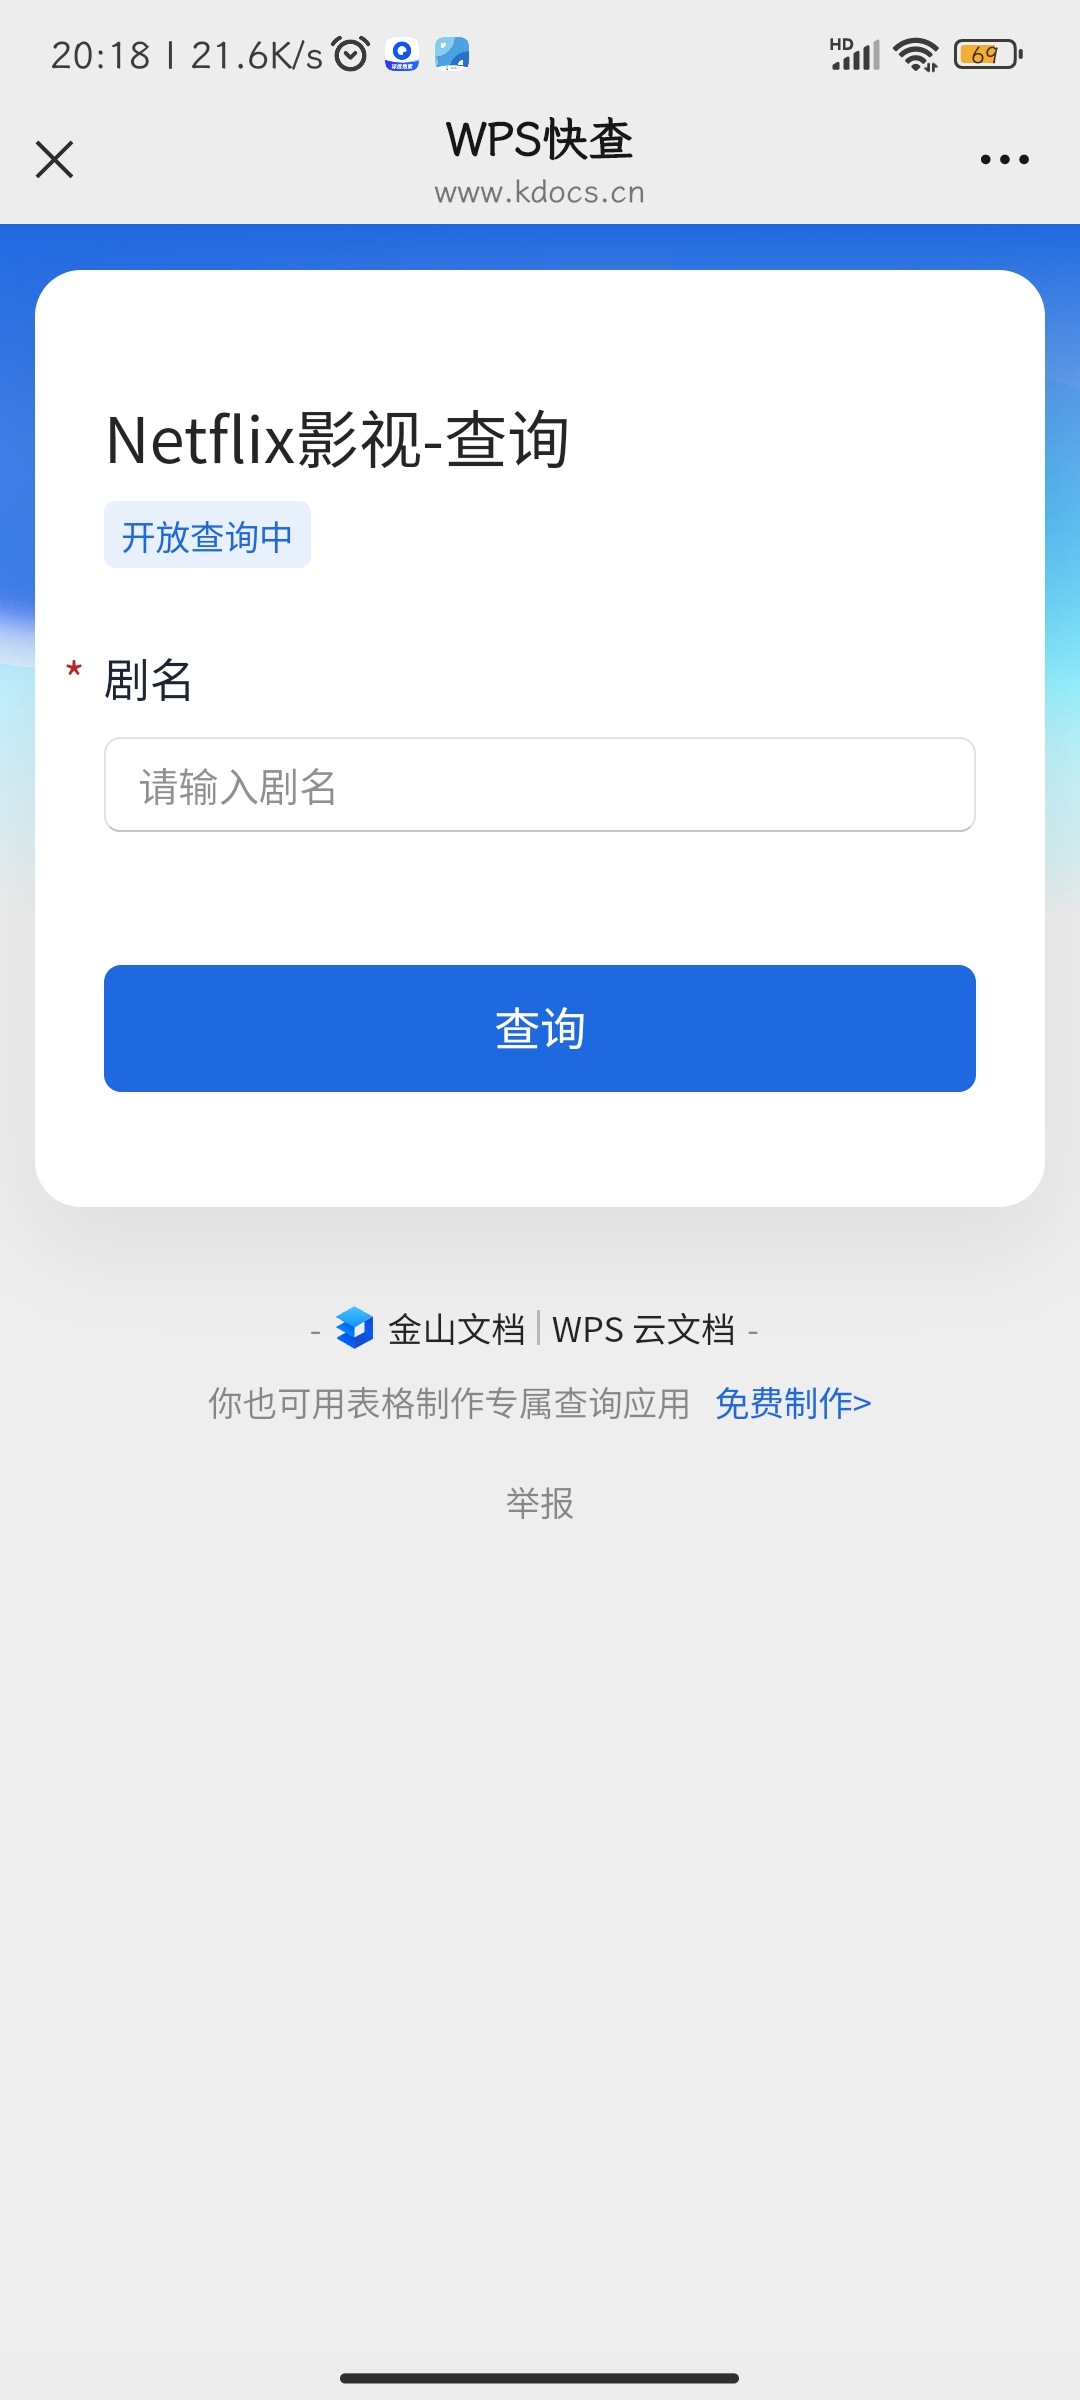 20:18 | 21.6K/s
HD
69
WPS快查
www.kdocs.cn
Netflix影视-查询
开放查询中
* 剧名
请输入剧名
查询
- 金山文档 | WPS 云文档 -
你也可用表格制作专属查询应用 免费制作>
举报